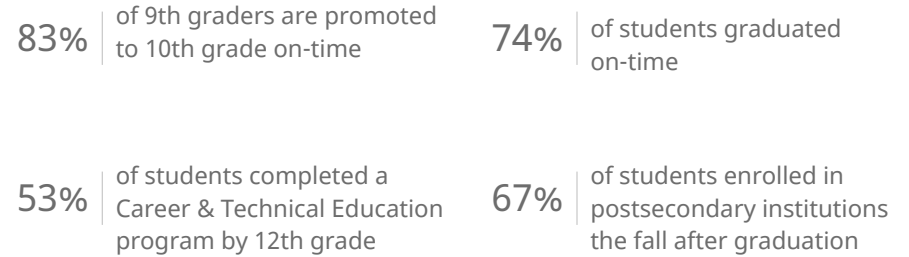 83%
of 9th graders are promoted
to 10th grade on-time
74%
of students graduated
on-time
53%
of students completed a
Career & Technical Education
program by 12th grade
67%
of students enrolled in
postsecondary institutions
the fall after graduation